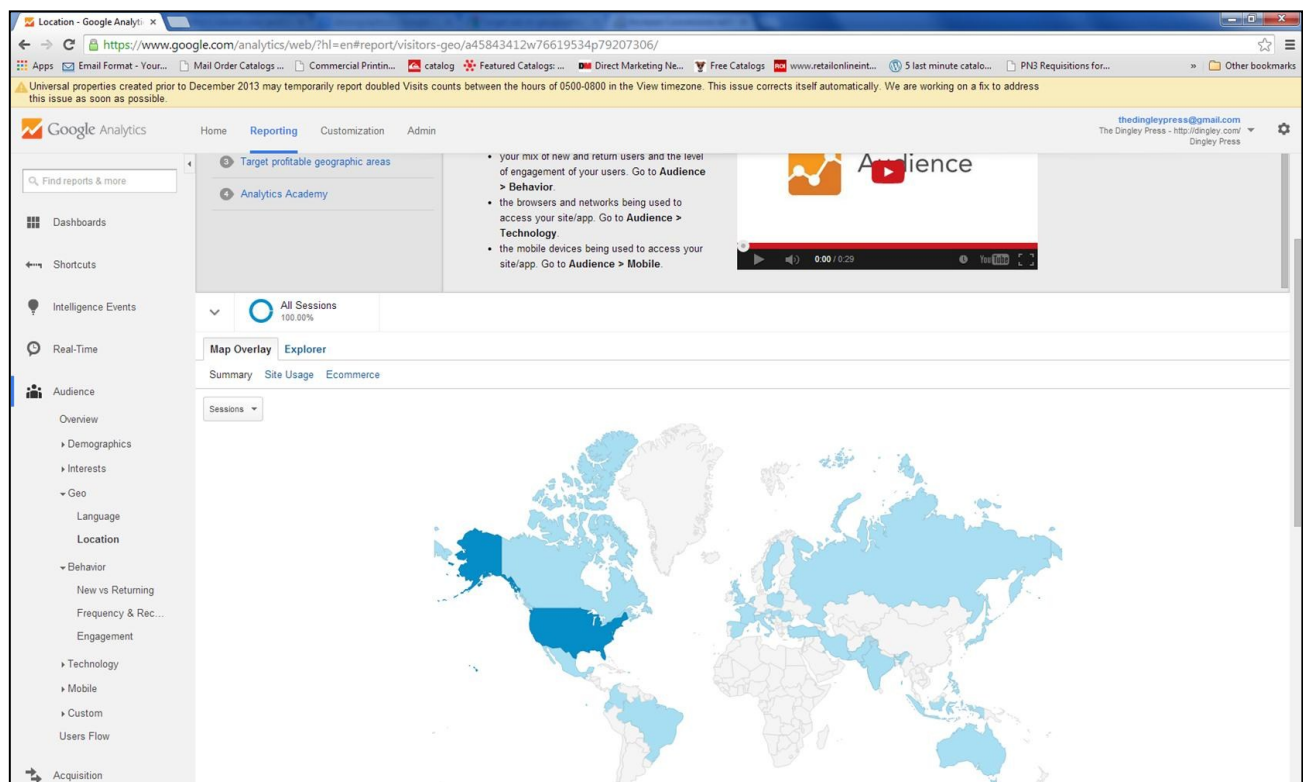 Location - Google Analyti
https://www.google.com/analytics/web/?hl=en#report/visitors-geo/a45843412w76619534p79207306/
Apps Email Format - Your... Mail Order Catalogs ... Commercial Printin... catalog Featured Catalogs: ... Direct Marketing Ne... Free Catalogs www.retailonlineint... 5 last minute catalo... PN3 Requisitions for... » Other bookmarks
Universal properties created prior to December 2013 may temporarily report doubled Visits counts between the hours of 0500-0800 in the View timezone. This issue corrects itself automatically. We are working on a fix to address
this issue as soon as possible.
Google Analytics
Home Reporting Customization Admin
thedingleypress@gmail.com
The Dingley Press - http://dingley.com/
Dingley Press
Find reports & more
Dashboards
Shortcuts
Intelligence Events
Real-Time
Audience
Overview
Demographics
Interests
Geo
Language
Location
Behavior
New vs Returning
Frequency & Rec...
Engagement
Technology
Mobile
Custom
Users Flow
Acquisition
3 Target profitable geographic areas
4 Analytics Academy
• your mix of new and return users and the level
of engagement of your users. Go to Audience
> Behavior.
• the browsers and networks being used to
access your site/app. Go to Audience >
Technology.
• the mobile devices being used to access your
site/app. Go to Audience > Mobile.
Audience
0:00 / 0:29
YouTube
All Sessions
100.00%
Map Overlay Explorer
Summary Site Usage Ecommerce
Sessions